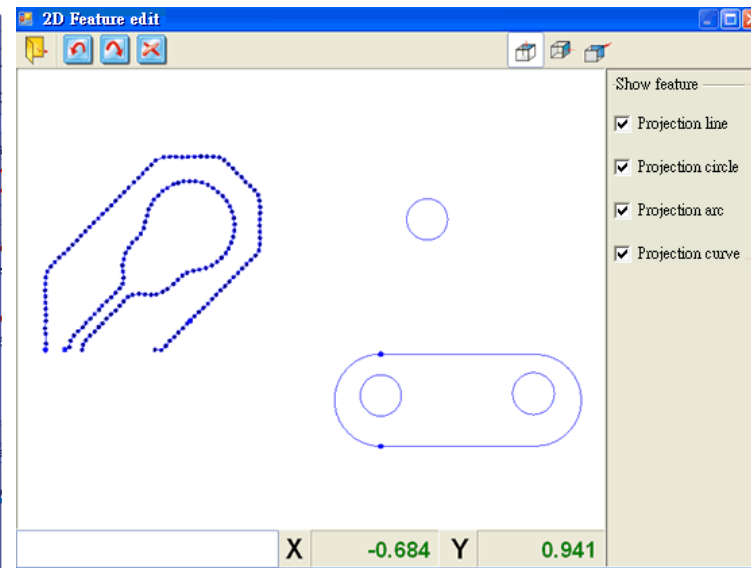 2D Feature edit
Show feature
Projection line
Projection circle
Projection arc
Projection curve
X -0.684 Y 0.941